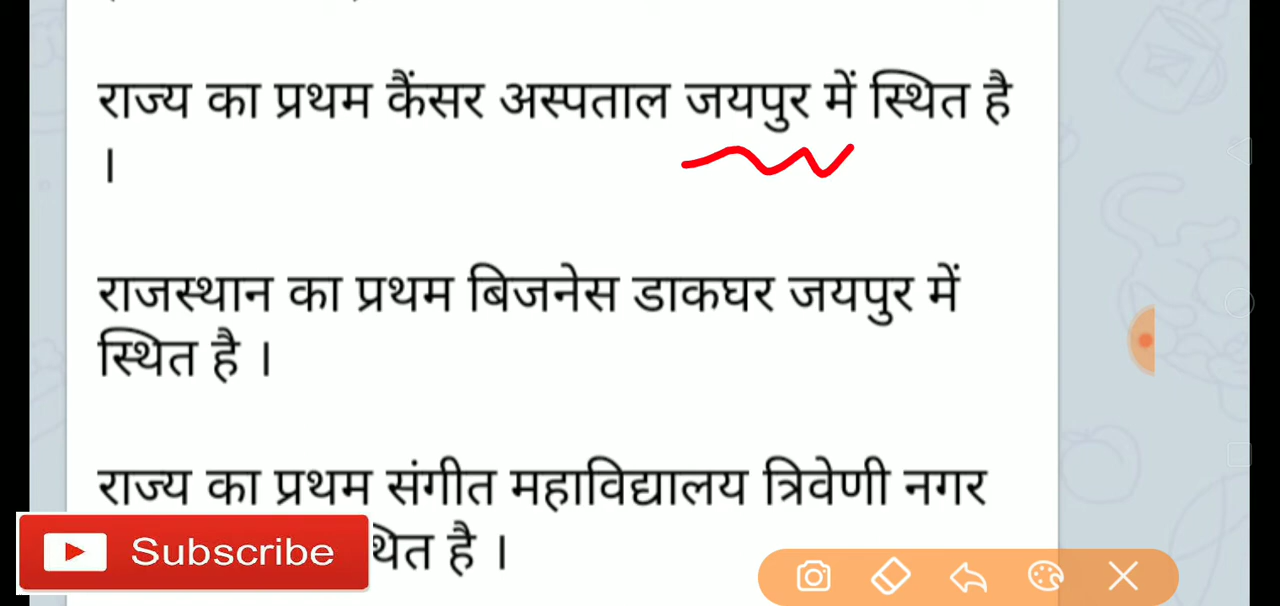 राज्य का प्रथम कैंसर अस्पताल जयपुर में स्थित है
।
राजस्थान का प्रथम बिजनेस डाकघर जयपुर में
स्थित है ।
राज्य का प्रथम संगीत महाविद्यालय त्रिवेणी नगर
है ।
Subscribe